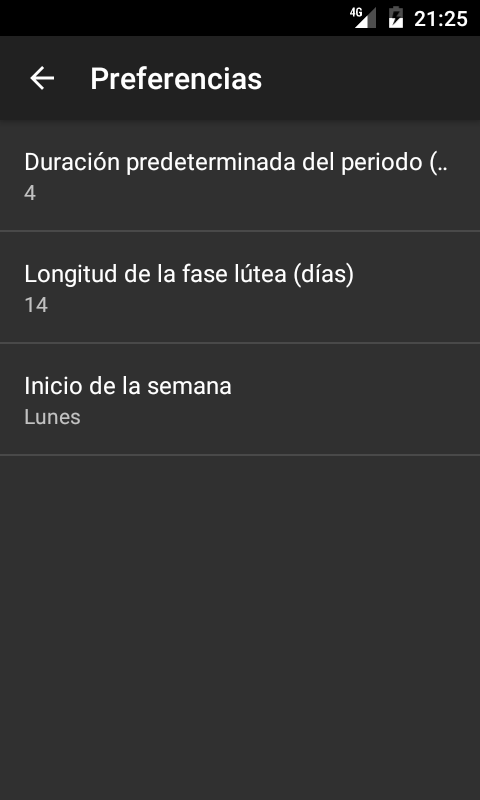 4G 21:25
Preferencias
Duración predeterminada del periodo (..
4
Longitud de la fase lútea (días)
14
Inicio de la semana
Lunes